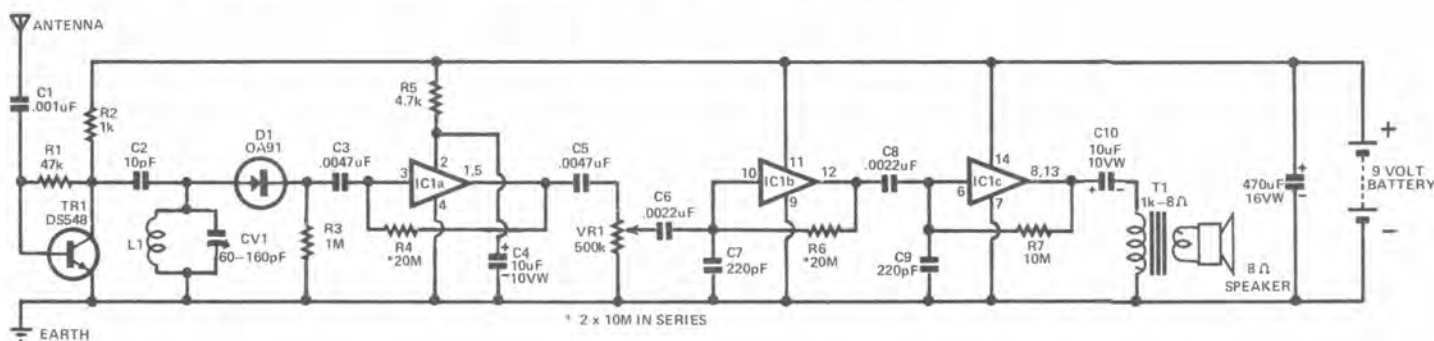 ANTENNA
C1
.001uF
R2
1k
R1
47k
C2
10pF
D1
OA91
C3
.0047uF
R5
4.7k
TR1
DS548
L1
CV1
60–160pF
R3
1M
3
2
IC1a
4
1,5
R4
*20M
C4
+
10uF
–
10VW
C5
.0047uF
VR1
500k
C6
.0022uF
C7
220pF
10
11
IC1b
9
12
R6
*20M
C8
.0022uF
C9
220pF
6
14
IC1c
7
8,13
R7
10M
C10
10uF
10VW
+
–
T1
1k–8Ω
8Ω
SPEAKER
470uF
16VW
+
–
+
9 VOLT
BATTERY
–
EARTH
* 2 x 10M IN SERIES